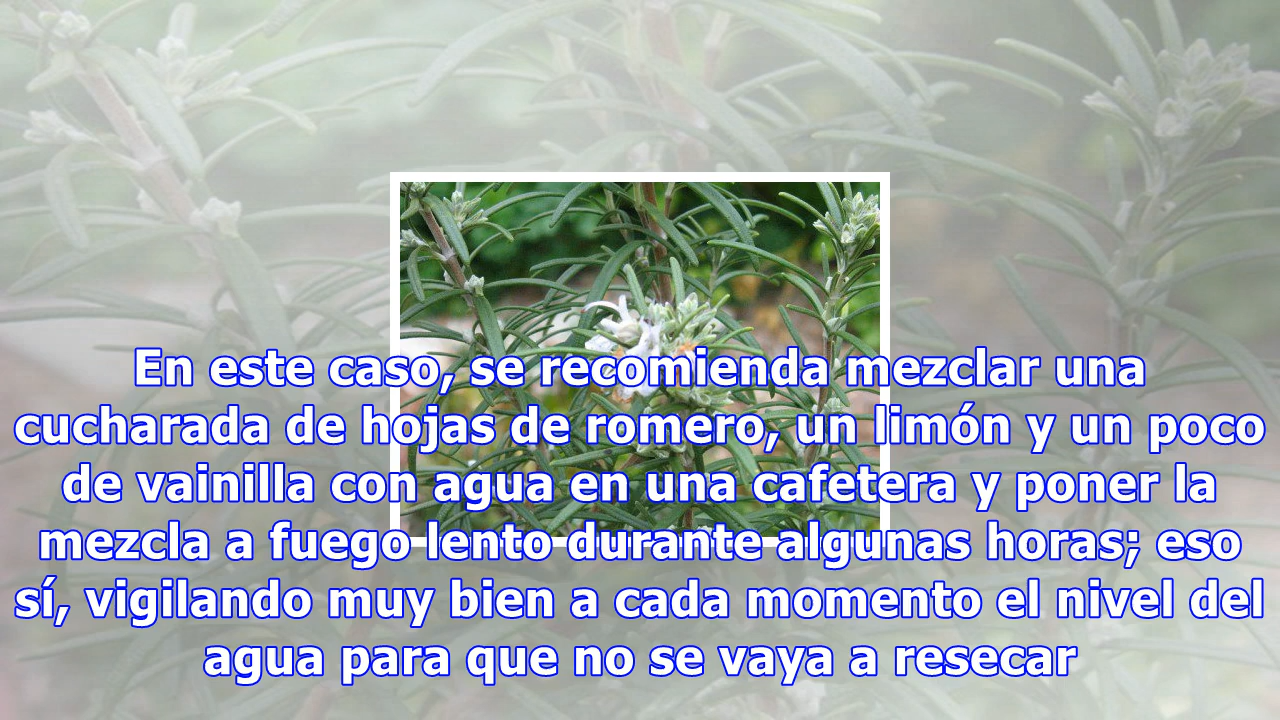 En este caso, se recomienda mezclar una
cucharada de hojas de romero, un limón y un poco
de vainilla con agua en una cafetera y poner la
mezcla a fuego lento durante algunas horas; eso
sí, vigilando muy bien a cada momento el nivel del
agua para que no se vaya a resecar